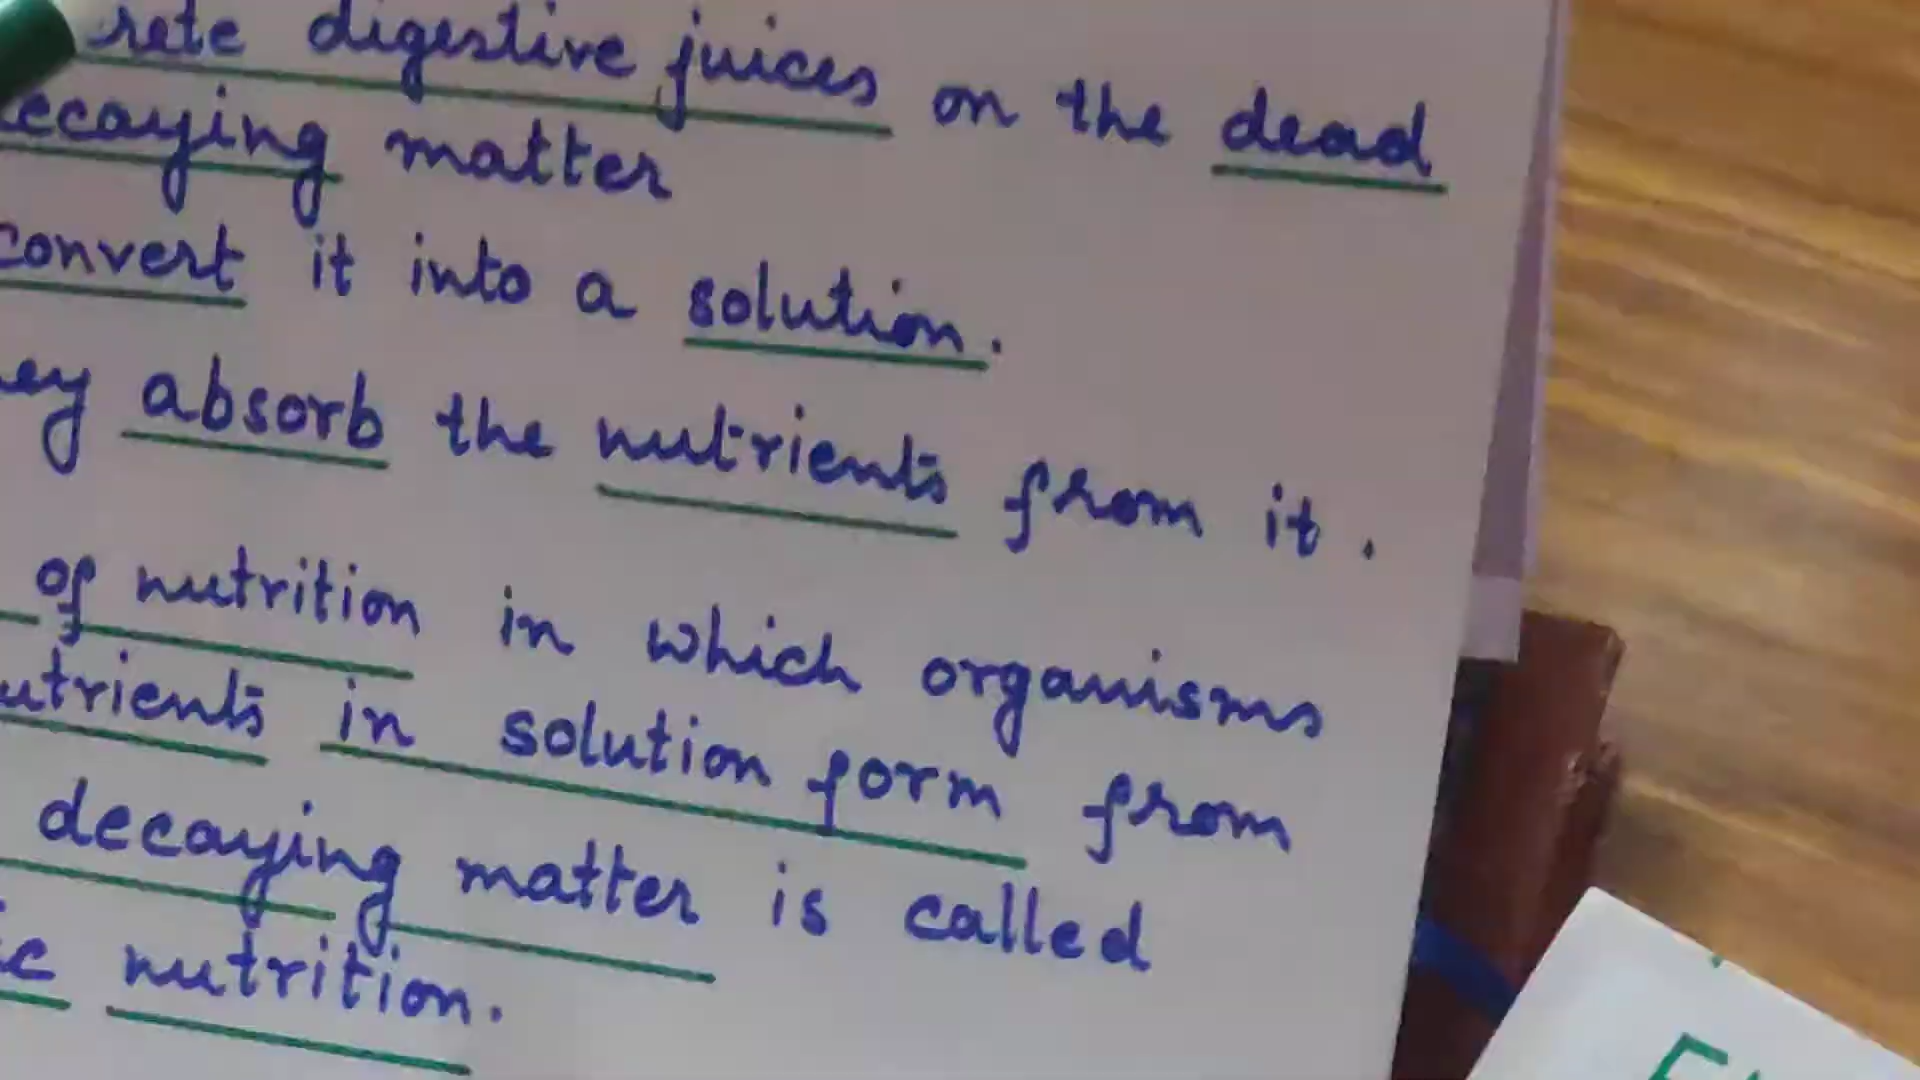 rete digestive juices on the dead
ecaying matter
convert it into a solution.
ey absorb the nutrients from it.
of nutrition in which organisms
utrients in solution form from
decaying matter is called
ic nutrition.